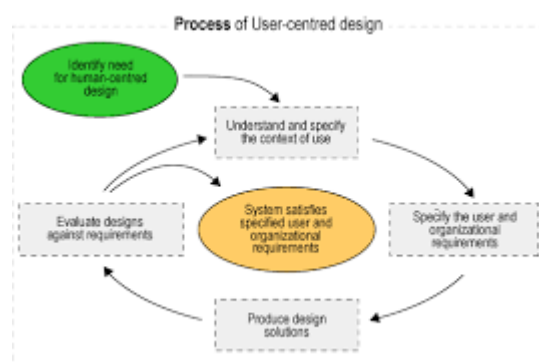 Process of User-centred design
Identify need
for human-centred
design
Understand and specify
the context of use
Evaluate designs
against requirements
System satisfies
specified user and
organizational
requirements
Specify the user and
organizational
requirements
Produce design
solutions